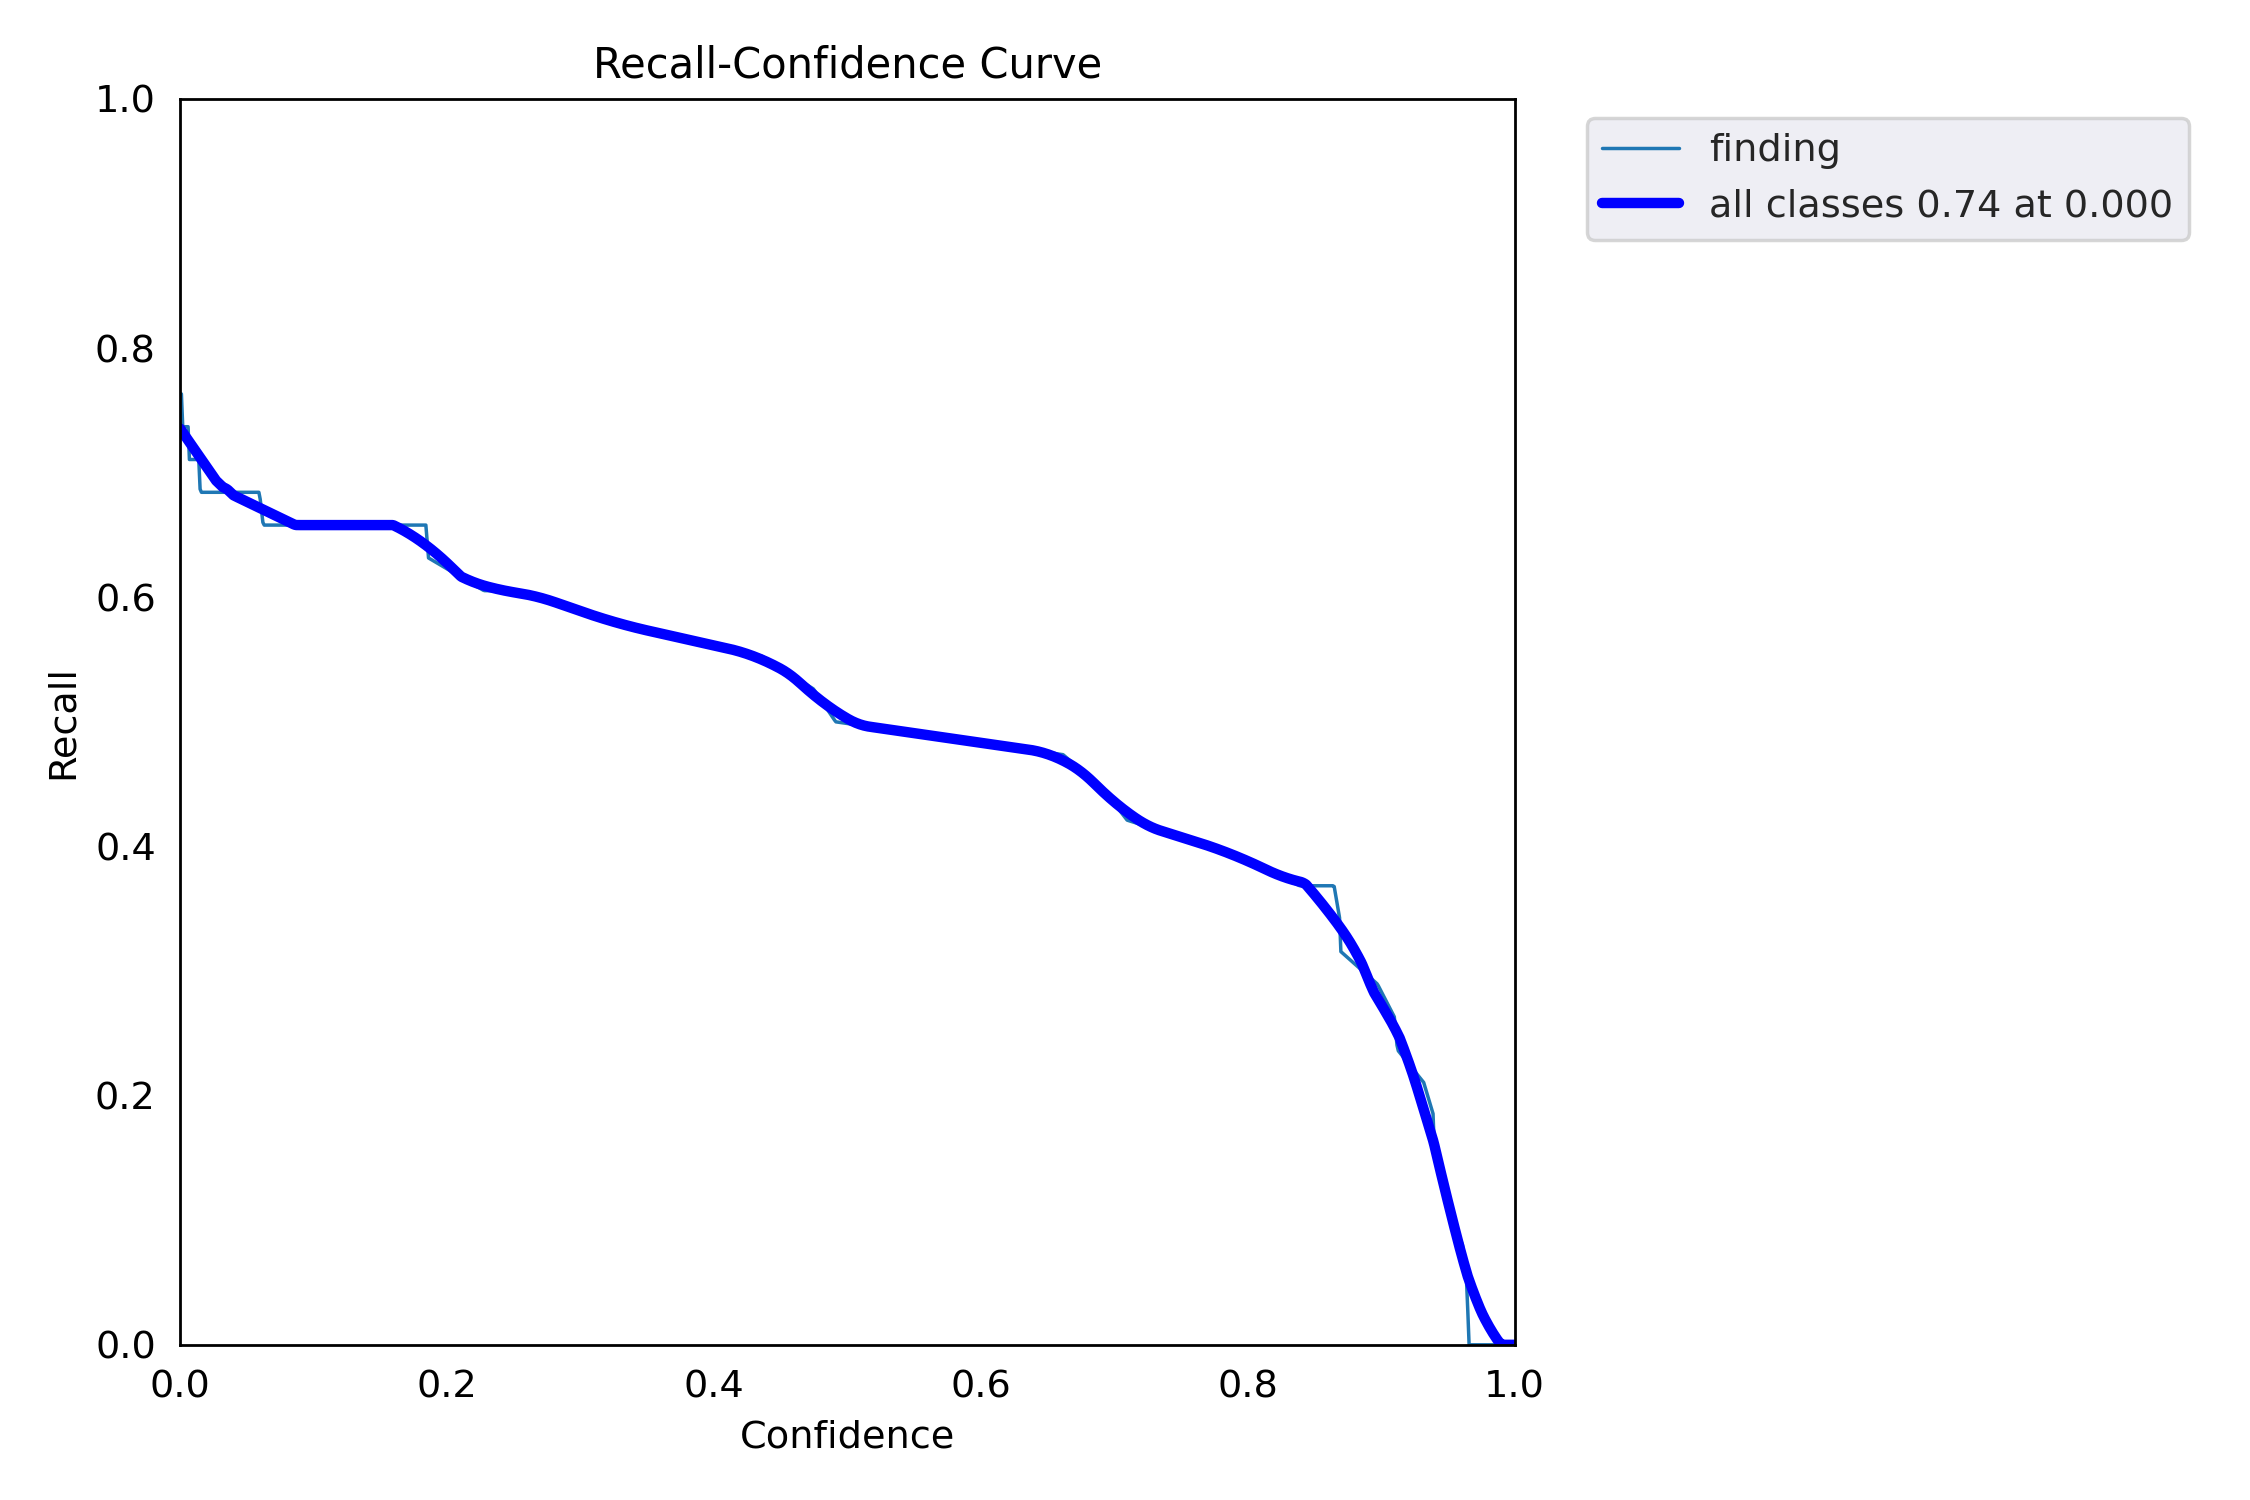 Recall-Confidence Curve
1.0
0.8
0.6
0.4
0.2
0.0
Recall
0.0 0.2 0.4 0.6 0.8 1.0
Confidence
finding
all classes 0.74 at 0.000